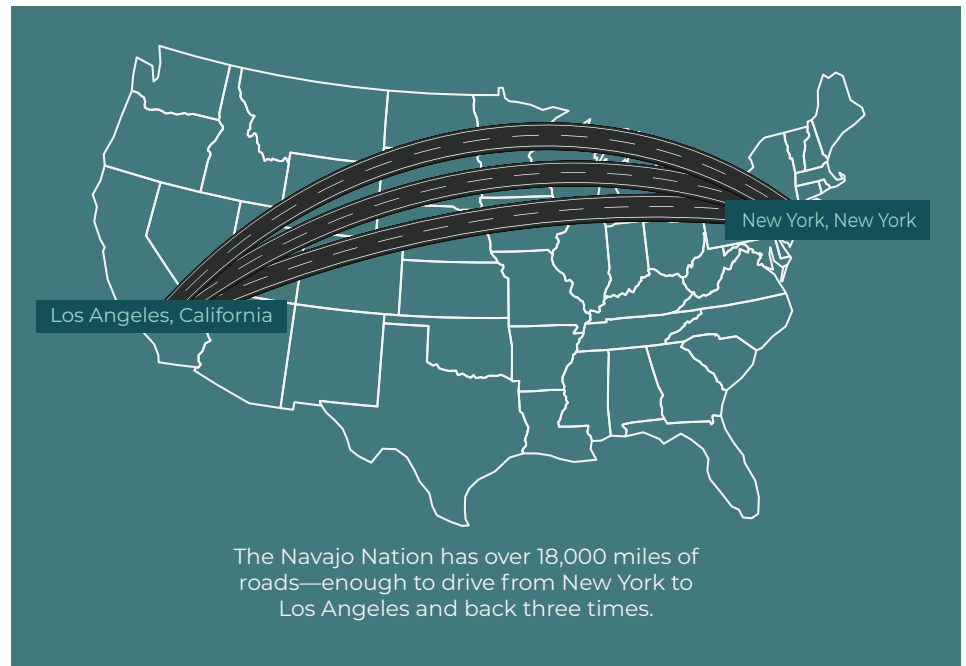 New York, New York
Los Angeles, California
The Navajo Nation has over 18,000 miles of
roads—enough to drive from New York to
Los Angeles and back three times.